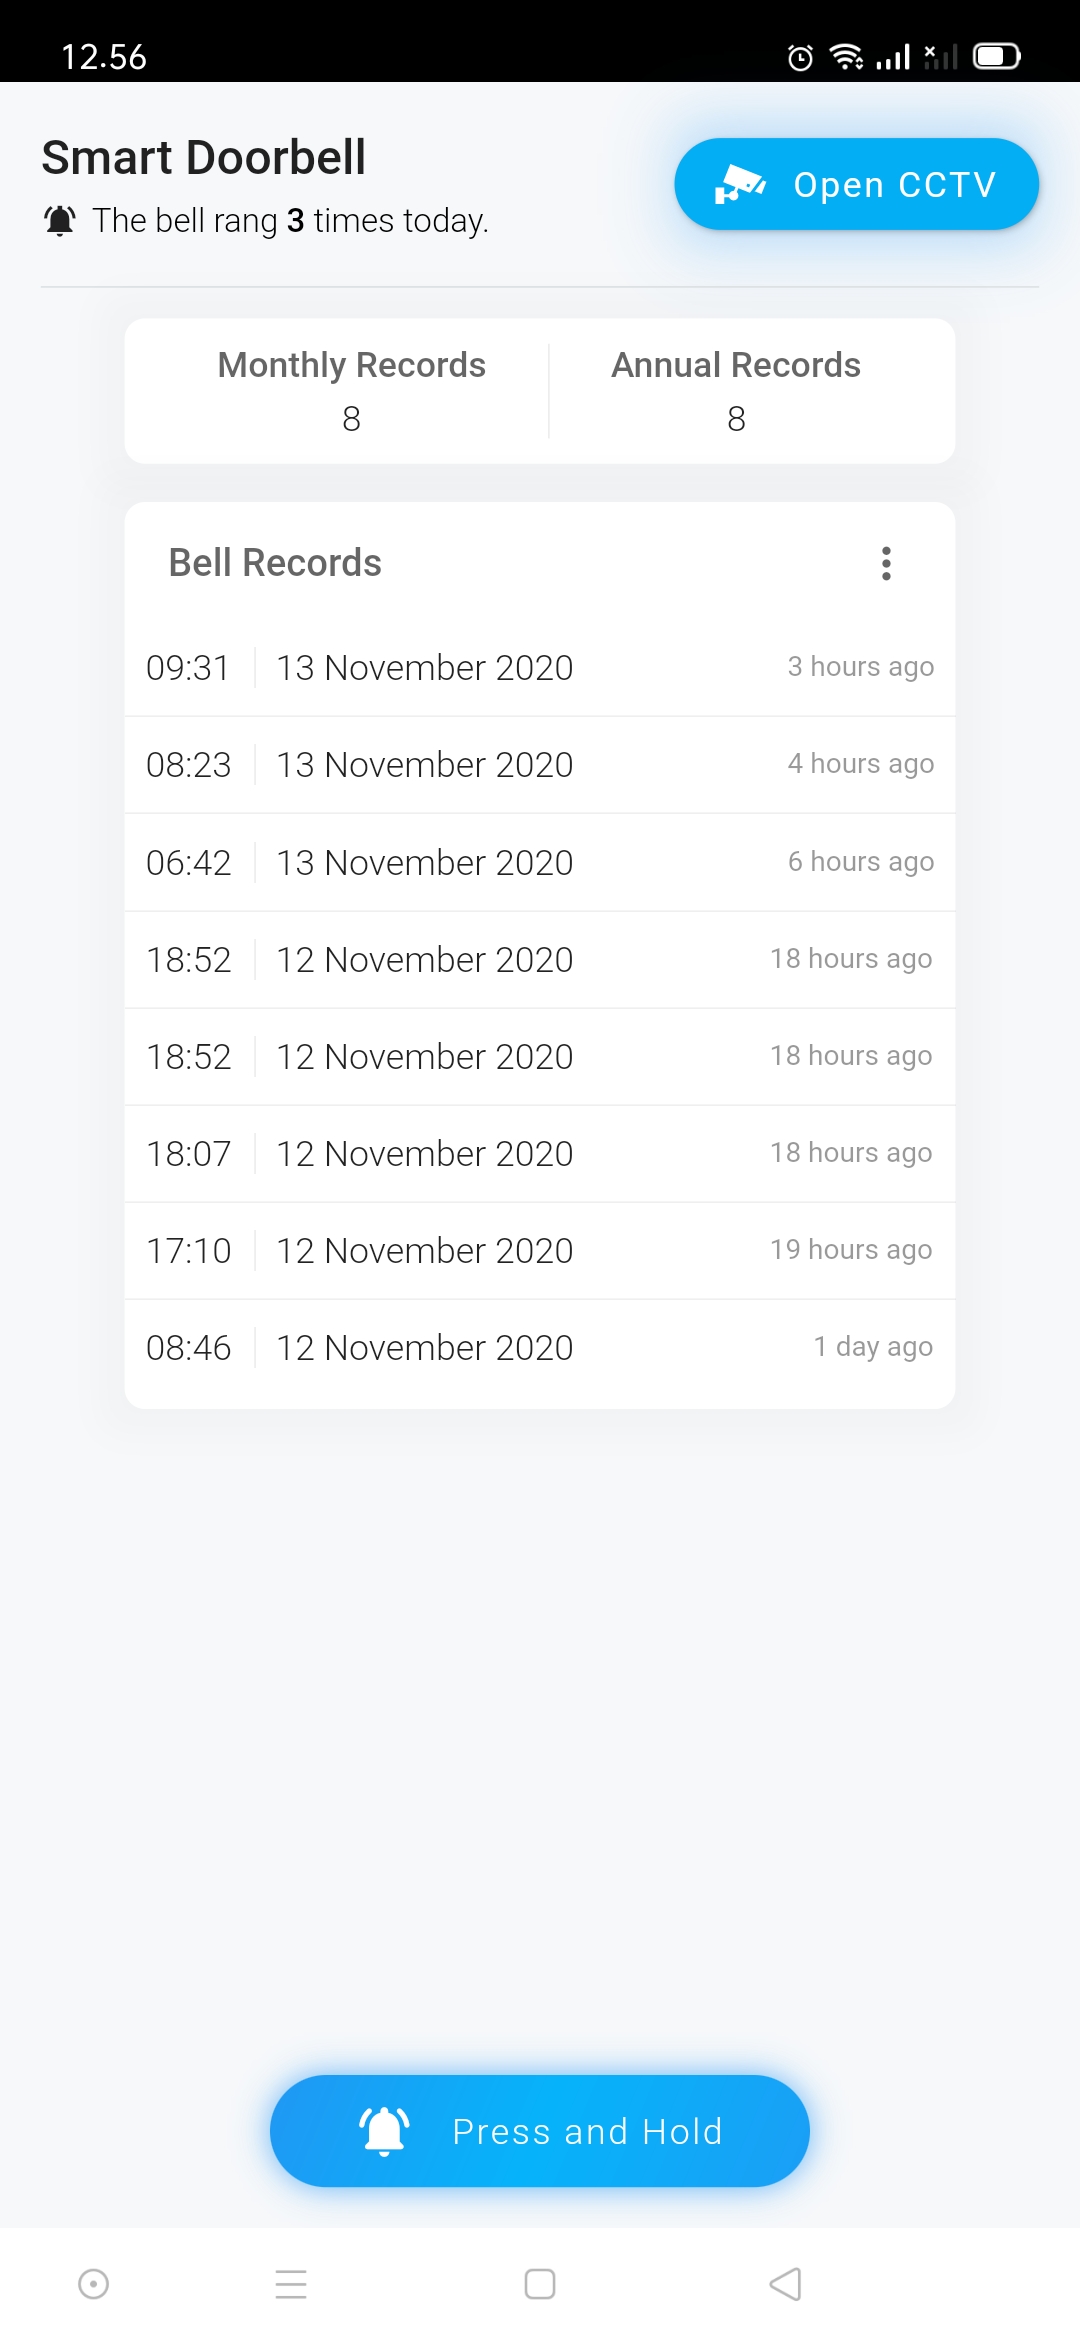 12.56
Smart Doorbell
The bell rang 3 times today.
Open CCTV
Monthly Records
8
Annual Records
8
Bell Records
09:31 13 November 2020 3 hours ago
08:23 13 November 2020 4 hours ago
06:42 13 November 2020 6 hours ago
18:52 12 November 2020 18 hours ago
18:52 12 November 2020 18 hours ago
18:07 12 November 2020 18 hours ago
17:10 12 November 2020 19 hours ago
08:46 12 November 2020 1 day ago
Press and Hold